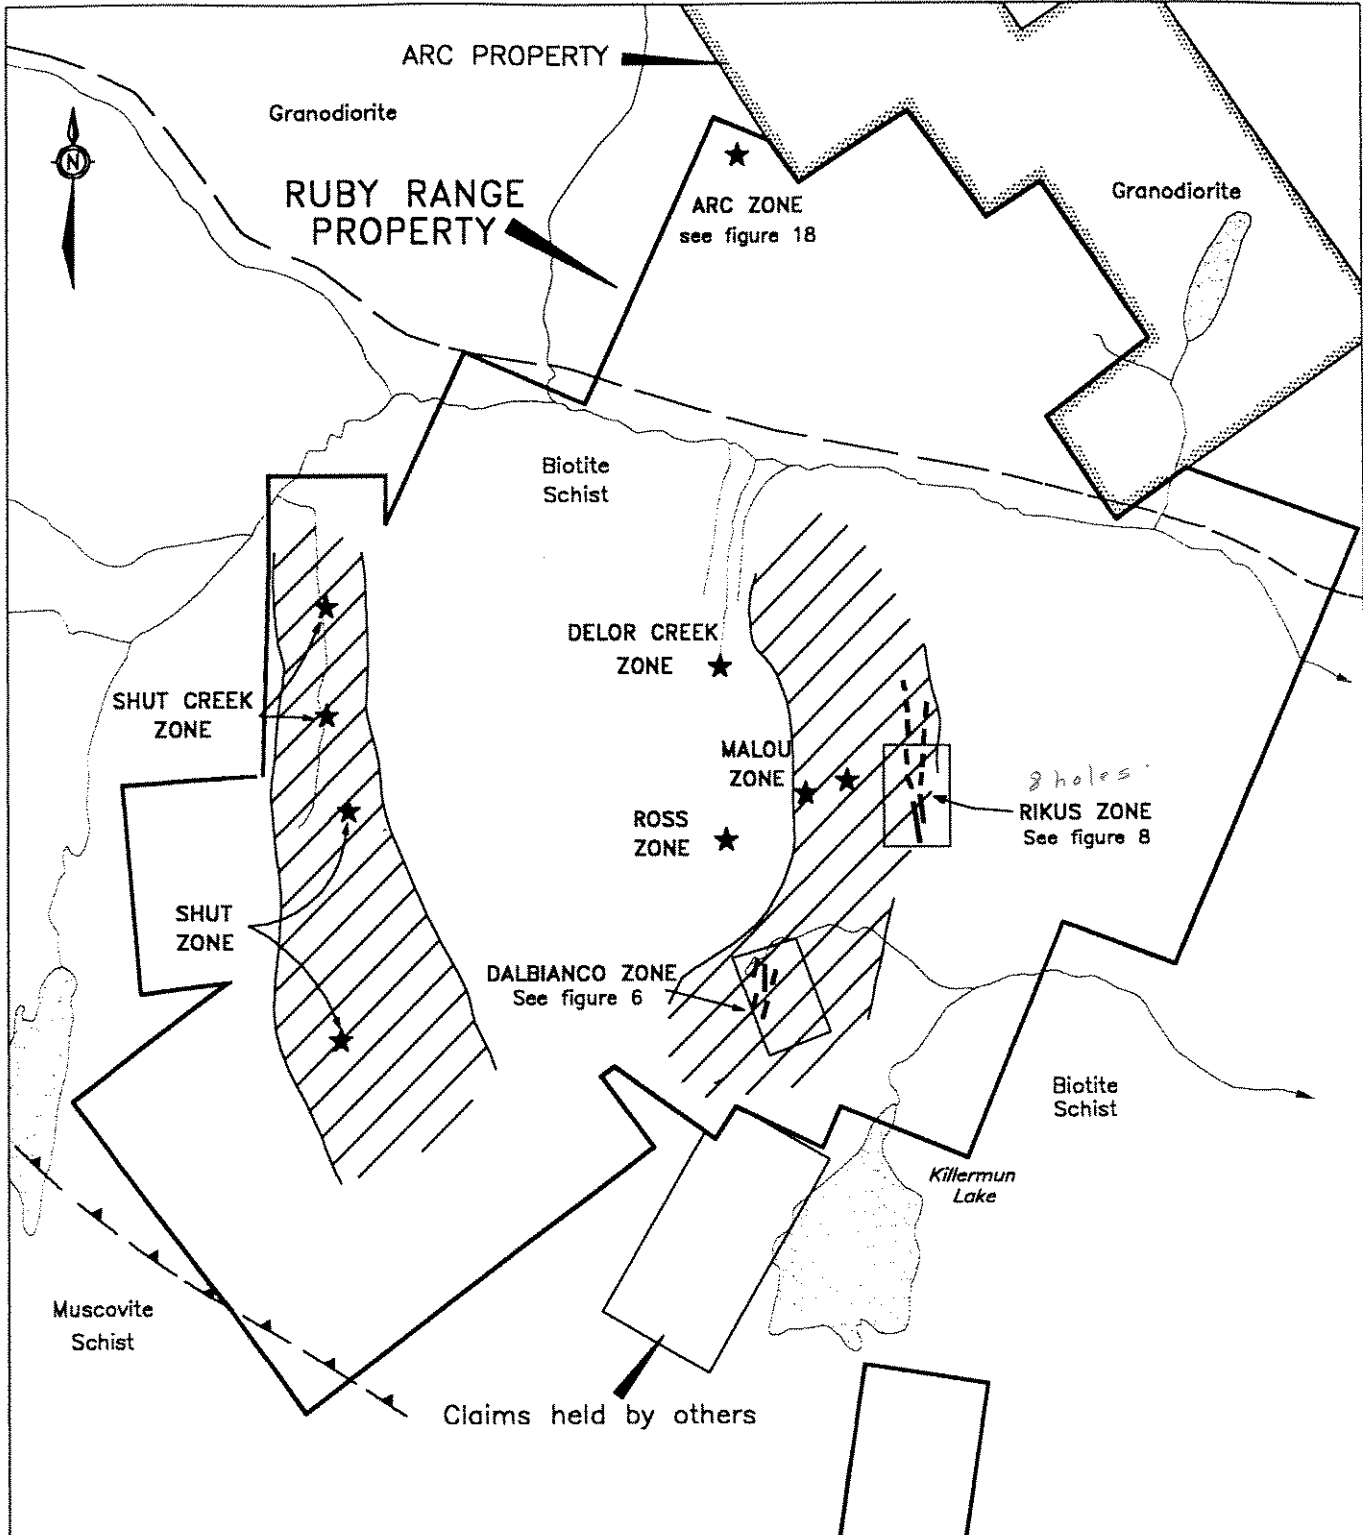 ARC PROPERTY
Granodiorite
N
RUBY RANGE
PROPERTY
ARC ZONE
see figure 18
Granodiorite
Biotite
Schist
DELOR CREEK
ZONE
SHUT CREEK
ZONE
MALOU
ZONE
8 holes.
RIKUS ZONE
See figure 8
ROSS
ZONE
SHUT
ZONE
DALBIANCO ZONE
See figure 6
Biotite
Schist
Killermun
Lake
Muscovite
Schist
Claims held by others